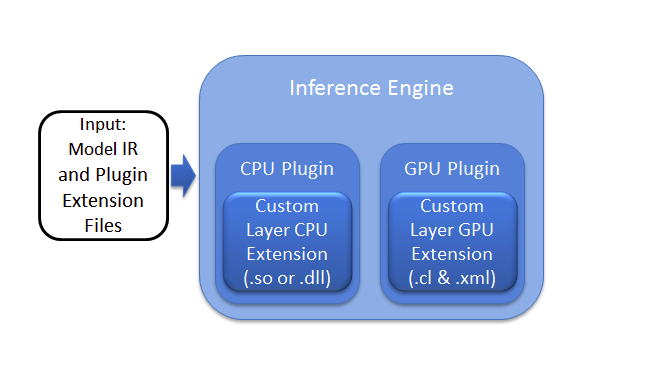 Inference Engine
Input:
Model IR
and Plugin
Extension
Files
CPU Plugin
Custom
Layer CPU
Extension
(.so or .dll)
GPU Plugin
Custom
Layer GPU
Extension
(.cl & .xml)